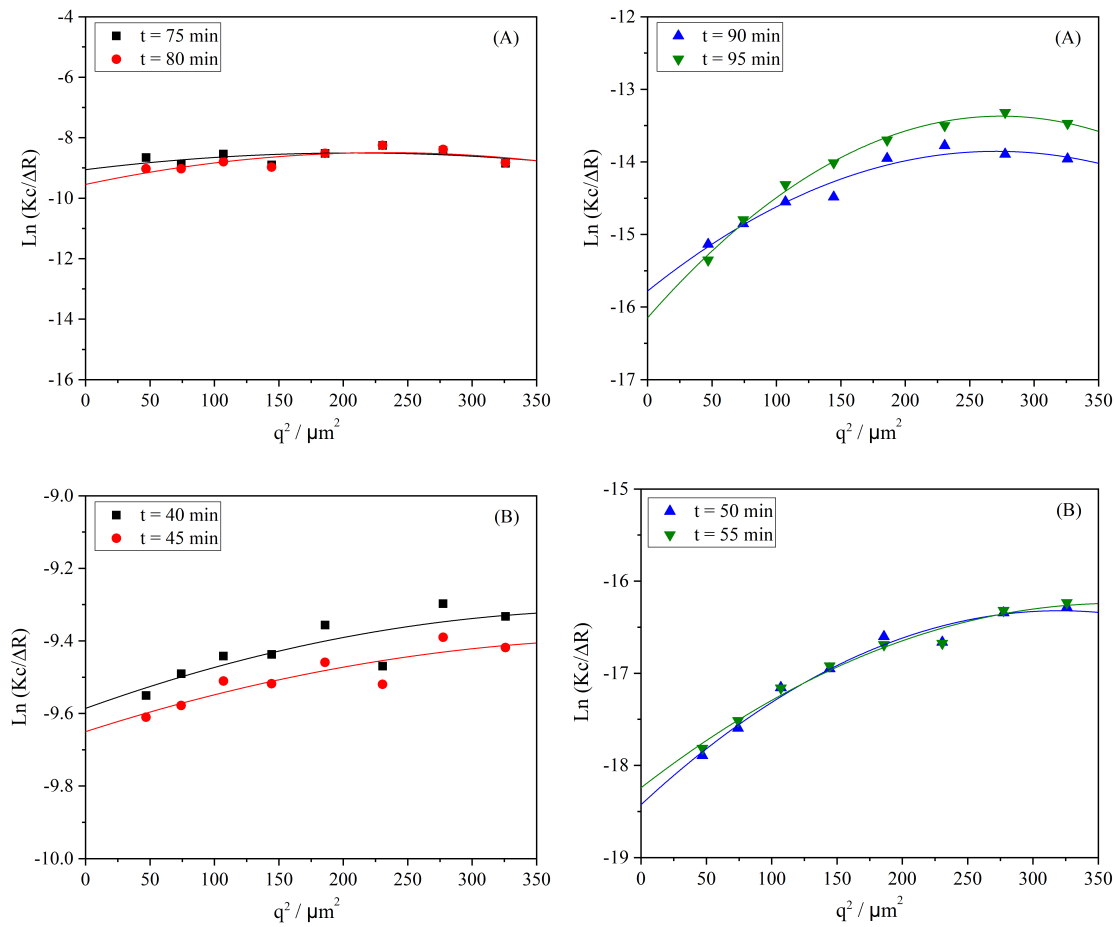 t = 75 min
t = 80 min
(A)
Ln (Kc/ΔR)
-4
-6
-8
-10
-12
-14
-16
0 50 100 150 200 250 300 350
q² / µm²
t = 90 min
t = 95 min
(A)
Ln (Kc/ΔR)
-12
-13
-14
-15
-16
-17
0 50 100 150 200 250 300 350
q² / µm²
t = 40 min
t = 45 min
(B)
Ln (Kc/ΔR)
-9.0
-9.2
-9.4
-9.6
-9.8
-10.0
0 50 100 150 200 250 300 350
q² / µm²
t = 50 min
t = 55 min
(B)
Ln (Kc/ΔR)
-15
-16
-17
-18
-19
0 50 100 150 200 250 300 350
q² / µm²